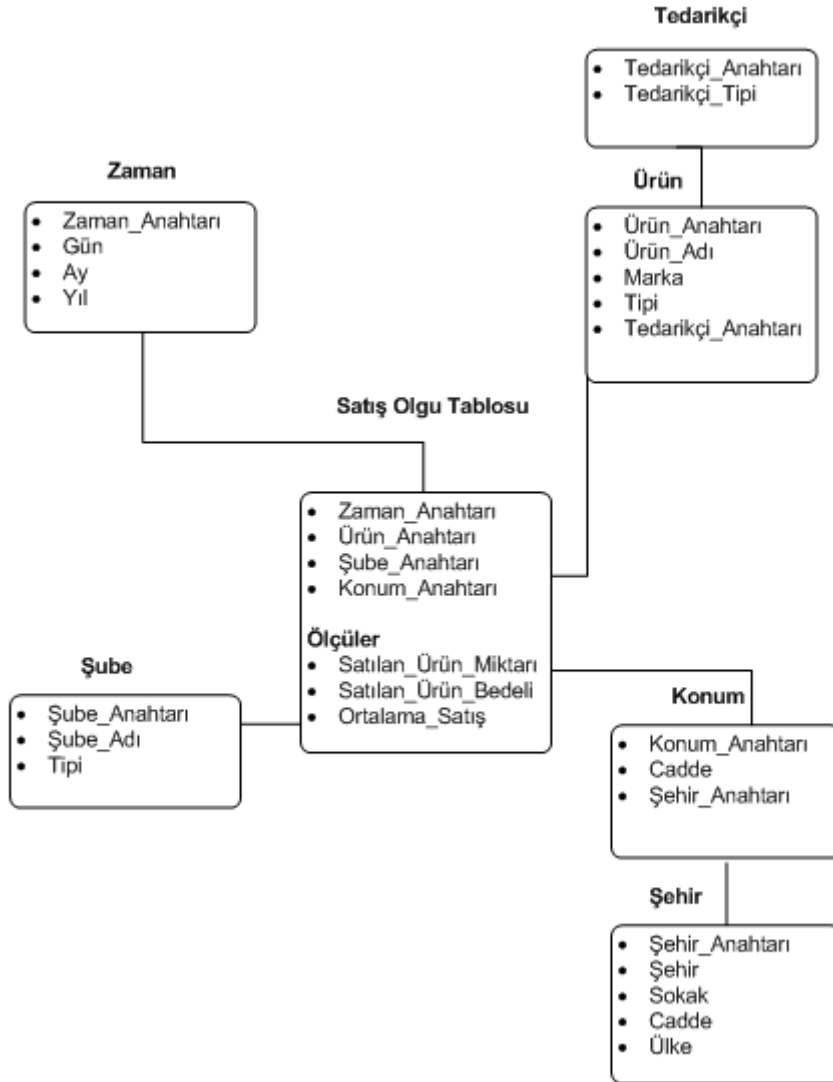 Tedarikçi
• Tedarikçi_Anahtarı
• Tedarikçi_Tipi
Zaman
• Zaman_Anahtarı
• Gün
• Ay
• Yıl
Ürün
• Ürün_Anahtarı
• Ürün_Adı
• Marka
• Tipi
• Tedarikçi_Anahtarı
Satış Olgu Tablosu
• Zaman_Anahtarı
• Ürün_Anahtarı
• Şube_Anahtarı
• Konum_Anahtarı
Ölçüler
• Satılan_Ürün_Miktarı
• Satılan_Ürün_Bedeli
• Ortalama_Satış
Şube
• Şube_Anahtarı
• Şube_Adı
• Tipi
Konum
• Konum_Anahtarı
• Cadde
• Şehir_Anahtarı
Şehir
• Şehir_Anahtarı
• Şehir
• Sokak
• Cadde
• Ülke